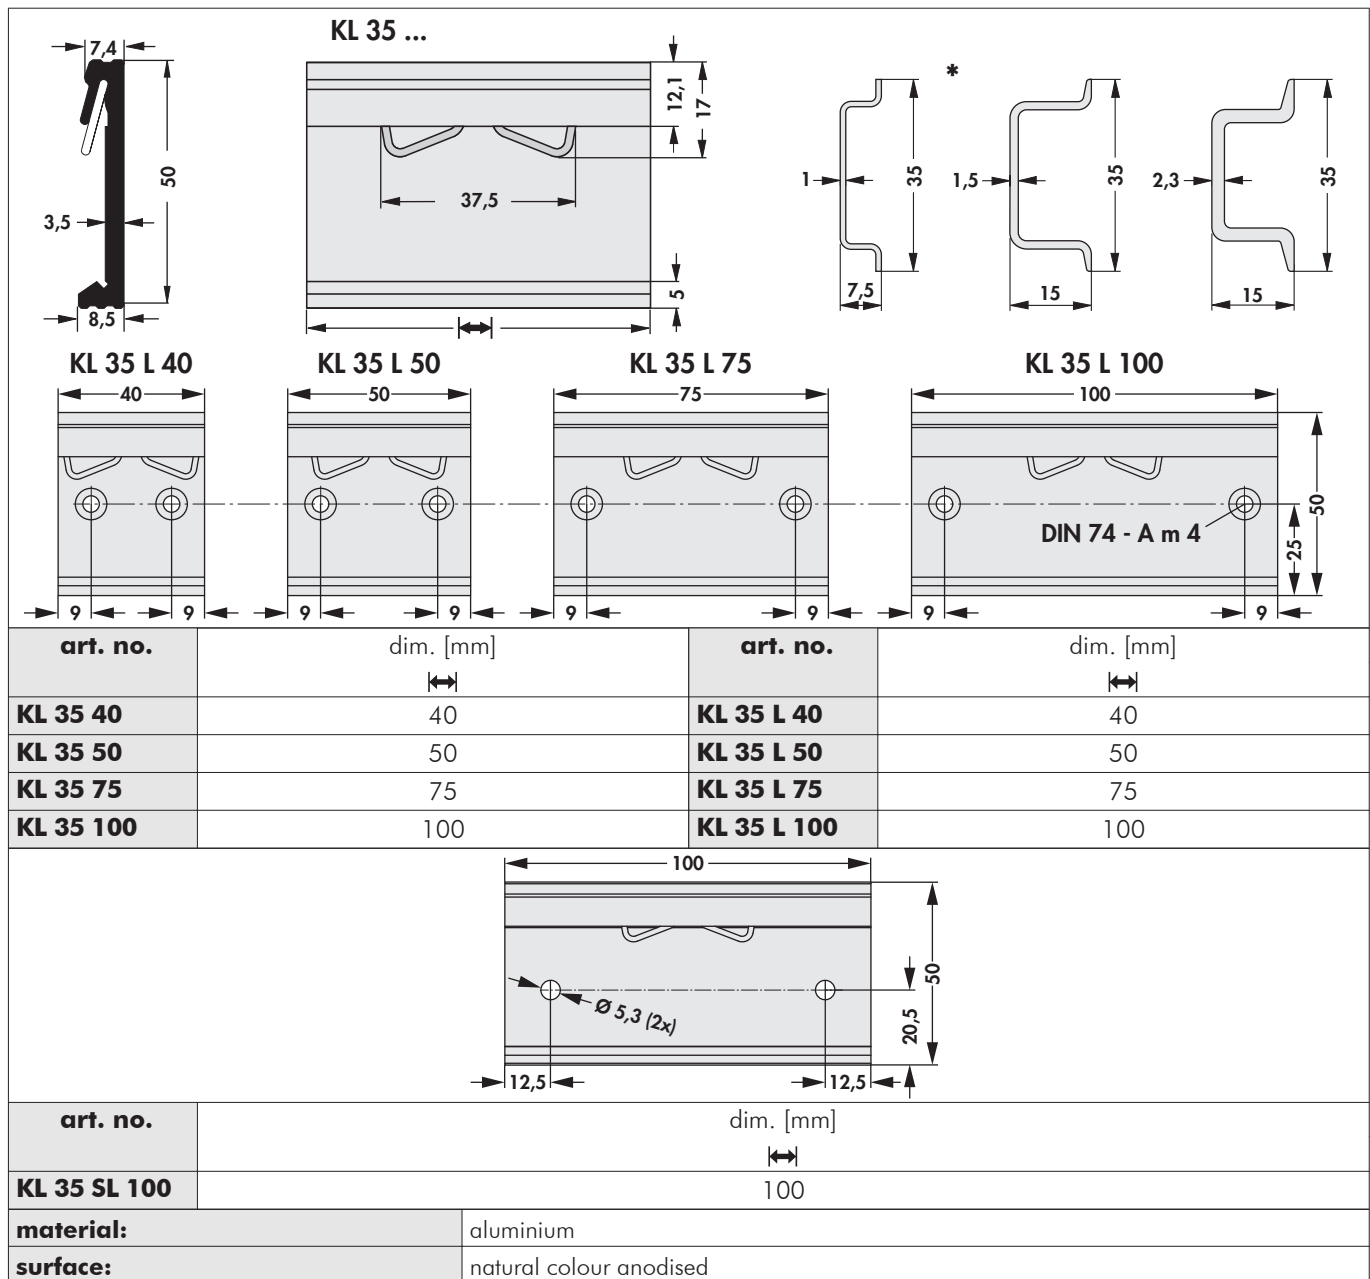 KL 35 ...
7,4
50
3,5
8,5
12,1
17
37,5
5
*
1
35
7,5
1,5
35
15
2,3
35
15
KL 35 L 40
KL 35 L 50
KL 35 L 75
KL 35 L 100
40
50
75
100
DIN 74 - A m 4
50
25
9 9 9 9 9 9 9 9
art. no. dim. [mm] art. no. dim. [mm]
KL 35 40 40 KL 35 L 40 40
KL 35 50 50 KL 35 L 50 50
KL 35 75 75 KL 35 L 75 75
KL 35 100 100 KL 35 L 100 100
100
50
Ø 5,3 (2x)
20,5
12,5 12,5
art. no. dim. [mm]
KL 35 SL 100 100
material: aluminium
surface: natural colour anodised